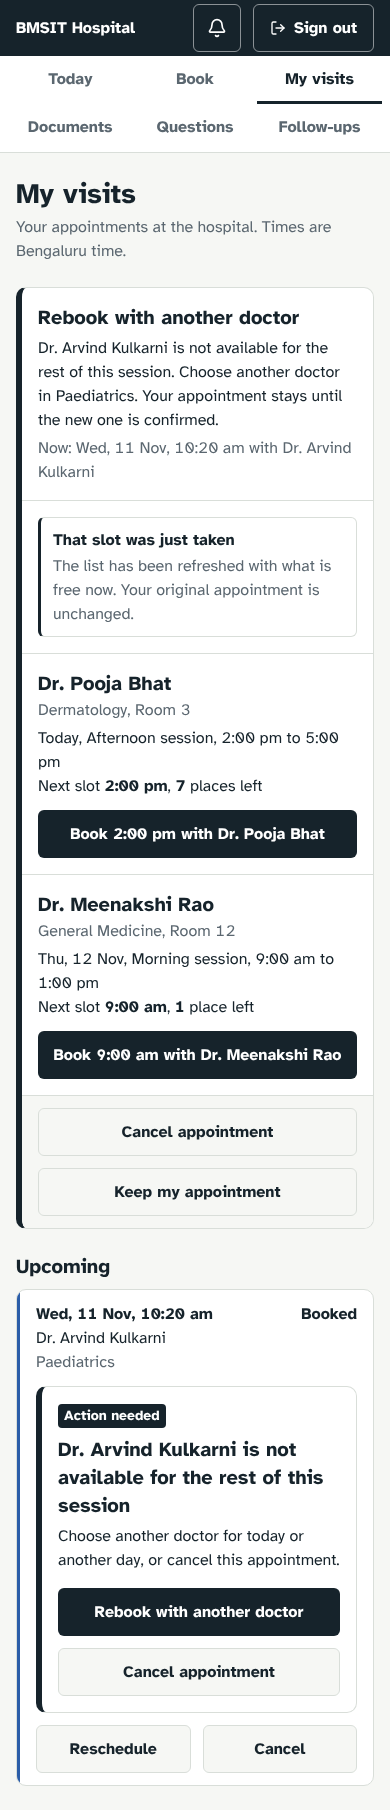 BMSIT Hospital
Sign out
Today
Book
My visits
Documents
Questions
Follow-ups
My visits
Your appointments at the hospital. Times are
Bengaluru time.
Rebook with another doctor
Dr. Arvind Kulkarni is not available for the
rest of this session. Choose another doctor
in Paediatrics. Your appointment stays until
the new one is confirmed.
Now: Wed, 11 Nov, 10:20 am with Dr. Arvind
Kulkarni
That slot was just taken
The list has been refreshed with what is
free now. Your original appointment is
unchanged.
Dr. Pooja Bhat
Dermatology, Room 3
Today, Afternoon session, 2:00 pm to 5:00
pm
Next slot 2:00 pm, 7 places left
Book 2:00 pm with Dr. Pooja Bhat
Dr. Meenakshi Rao
General Medicine, Room 12
Thu, 12 Nov, Morning session, 9:00 am to
1:00 pm
Next slot 9:00 am, 1 place left
Book 9:00 am with Dr. Meenakshi Rao
Cancel appointment
Keep my appointment
Upcoming
Wed, 11 Nov, 10:20 am
Booked
Dr. Arvind Kulkarni
Paediatrics
Action needed
Dr. Arvind Kulkarni is not
available for the rest of this
session
Choose another doctor for today or
another day, or cancel this appointment.
Rebook with another doctor
Cancel appointment
Reschedule
Cancel